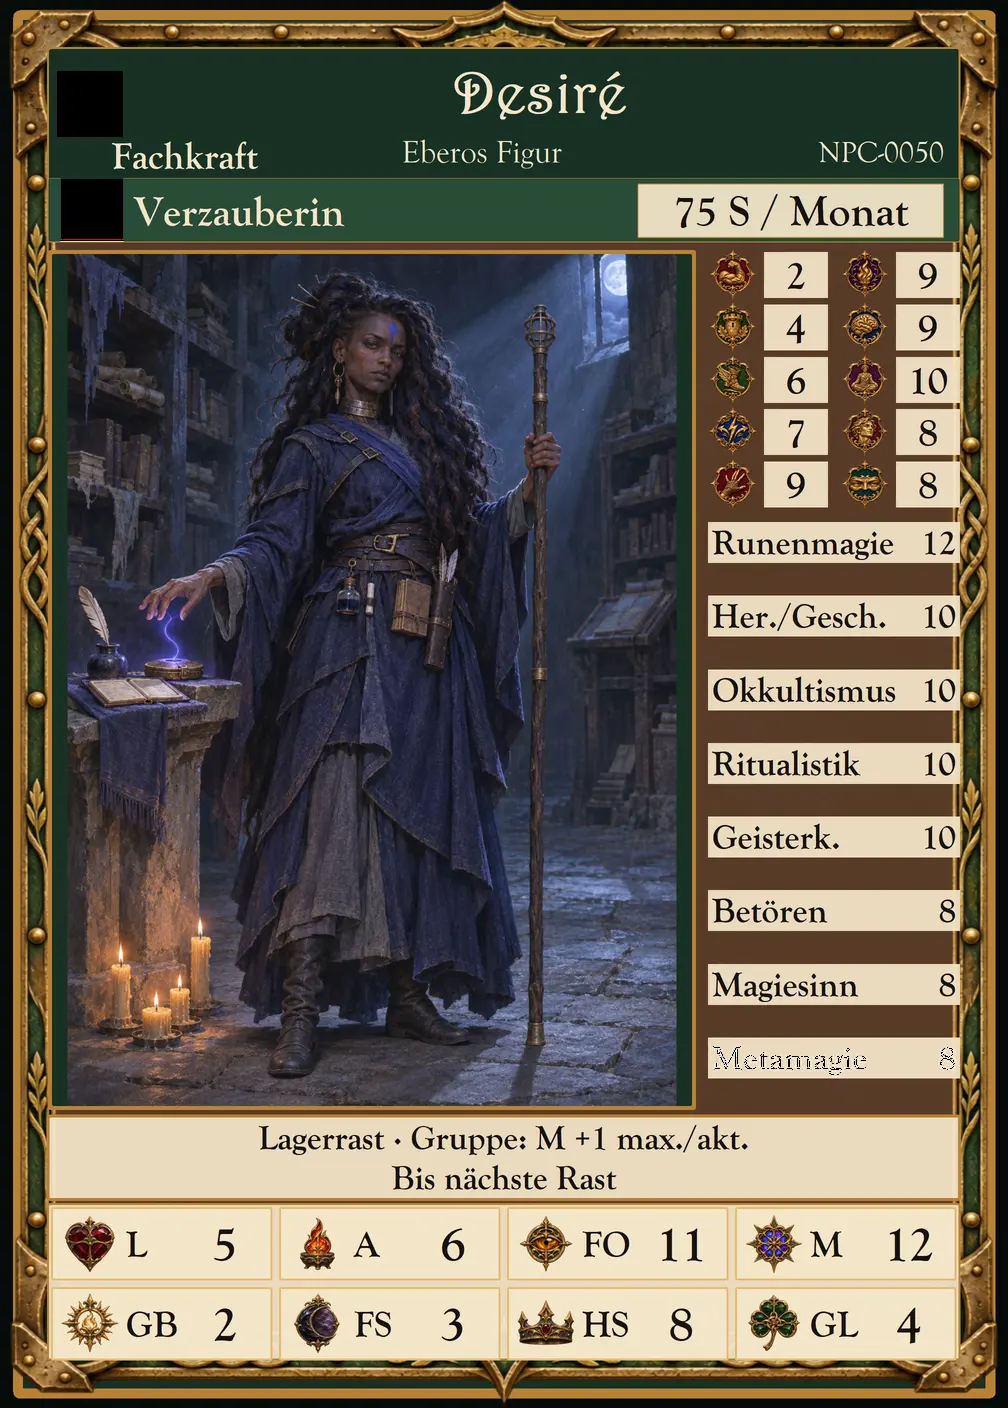 Desiré
Fachkraft
Eberos Figur
NPC-0050
Verzauberin
75 S / Monat
2 9
4 9
6 10
7 8
9 8
Runenmagie 12
Her./Gesch. 10
Okkultismus 10
Ritualistik 10
Geisterk. 10
Betören 8
Magiesinn 8
Metamagie 8
Lagerrast · Gruppe: M +1 max./akt.
Bis nächste Rast
L 5 A 6 FO 11 M 12
GB 2 FS 3 HS 8 GL 4